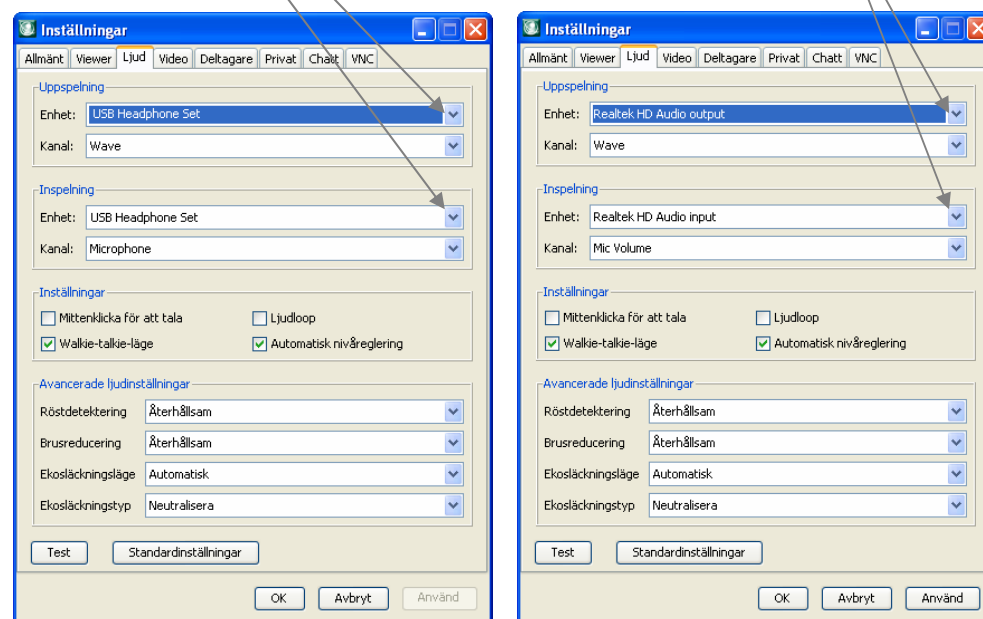 Inställningar
Allmänt Viewer Ljud Video Deltagare Privat Chatt VNC
Uppspelning
Enhet: USB Headphone Set
Kanal: Wave
Inspelning
Enhet: USB Headphone Set
Kanal: Microphone
Inställningar
Mittenklicka för att tala Ljudloop
Walkie-talkie-läge Automatisk nivåreglering
Avancerade ljudinställningar
Röstdetektering Återhållsam
Brusreducering Återhållsam
Ekosläckningsläge Automatisk
Ekosläckningstyp Neutralisera
Test Standardinställningar
OK Avbryt Använd
Inställningar
Allmänt Viewer Ljud Video Deltagare Privat Chatt VNC
Uppspelning
Enhet: Realtek HD Audio output
Kanal: Wave
Inspelning
Enhet: Realtek HD Audio input
Kanal: Mic Volume
Inställningar
Mittenklicka för att tala Ljudloop
Walkie-talkie-läge Automatisk nivåreglering
Avancerade ljudinställningar
Röstdetektering Återhållsam
Brusreducering Återhållsam
Ekosläckningsläge Automatisk
Ekosläckningstyp Neutralisera
Test Standardinställningar
OK Avbryt Använd